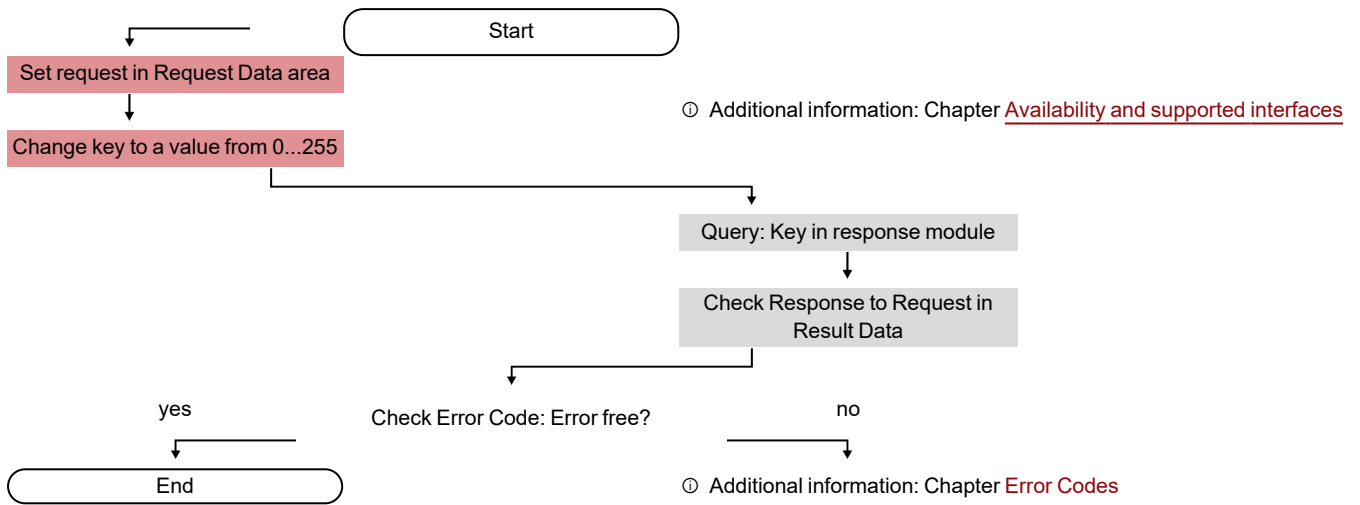 Start
Set request in Request Data area
ⓘ Additional information: Chapter Availability and supported interfaces
Change key to a value from 0...255
Query: Key in response module
Check Response to Request in
Result Data
yes
Check Error Code: Error free?
no
End
ⓘ Additional information: Chapter Error Codes